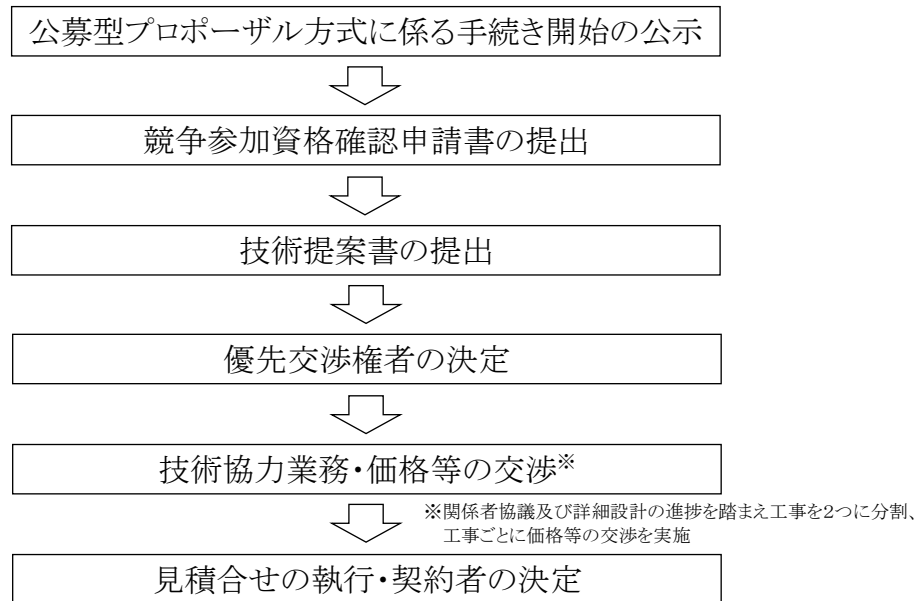 公募型プロポーザル方式に係る手続き開始の公示
競争参加資格確認申請書の提出
技術提案書の提出
優先交渉権者の決定
技術協力業務・価格等の交渉※
※関係者協議及び詳細設計の進捗を踏まえ工事を2つに分割、
工事ごとに価格等の交渉を実施
見積合せの執行・契約者の決定